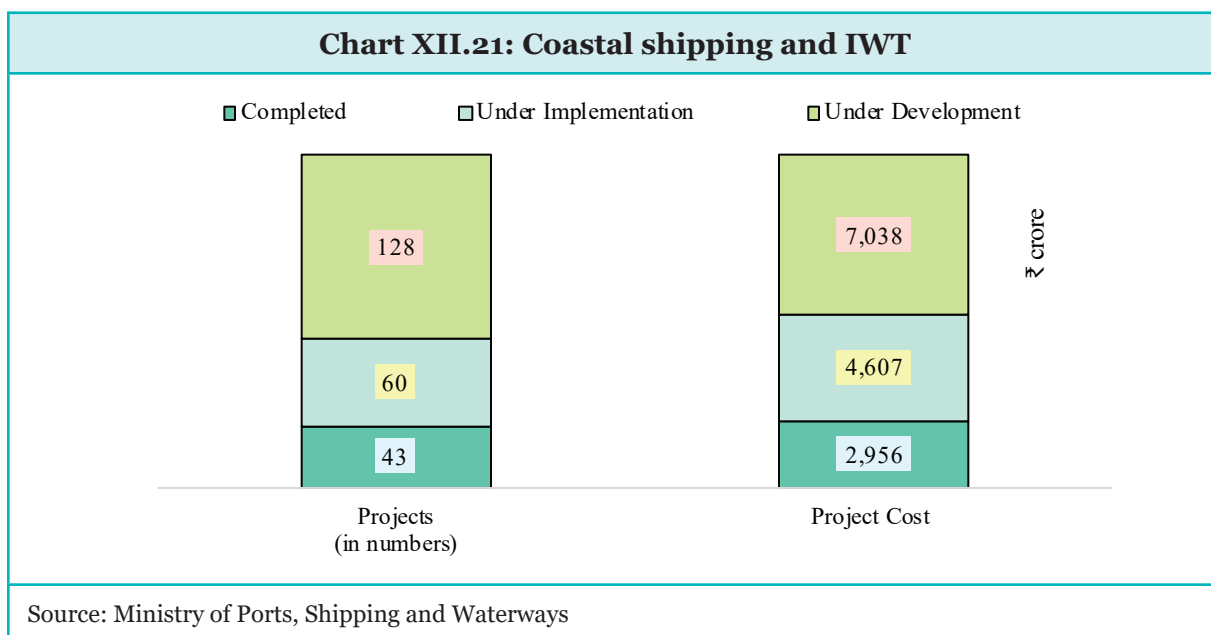 Chart XII.21: Coastal shipping and IWT
Completed
Under Implementation
Under Development
128
7,038
₹ crore
60
4,607
43
2,956
Projects
(in numbers)
Project Cost
Source: Ministry of Ports, Shipping and Waterways